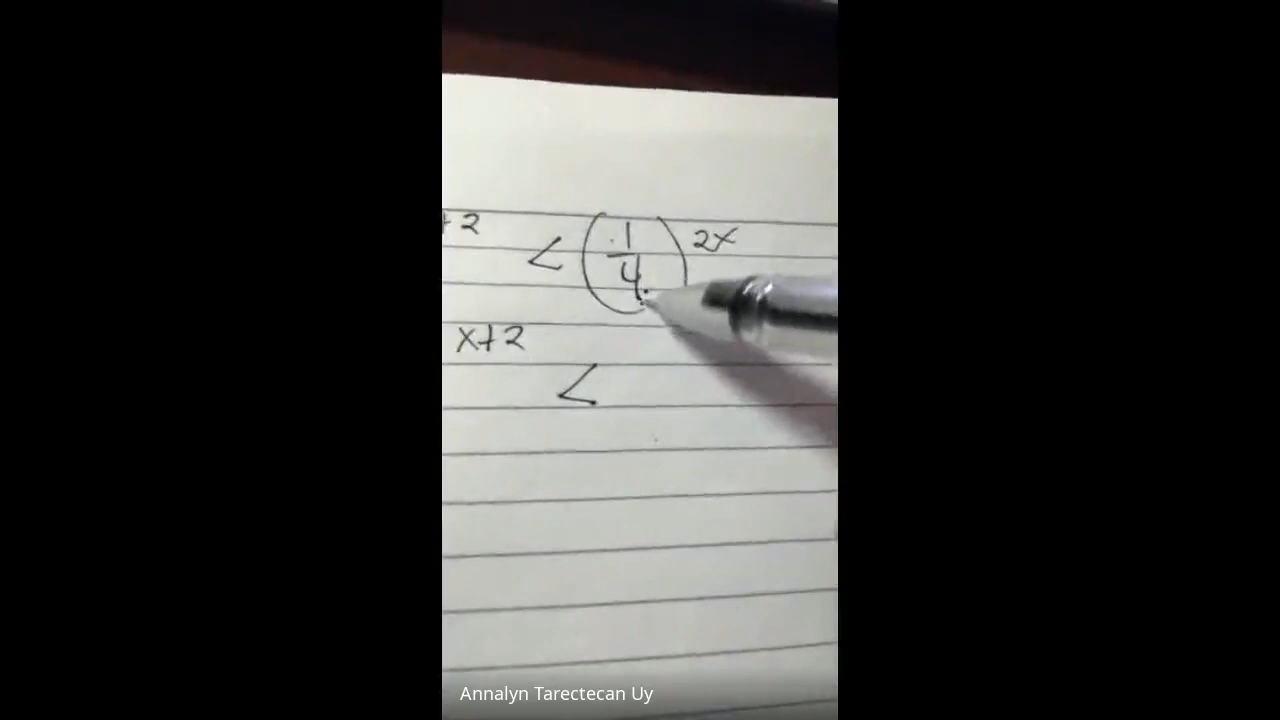 +2 < (1/4)^2x
x+2 <
Annalyn Tarectecan Uy